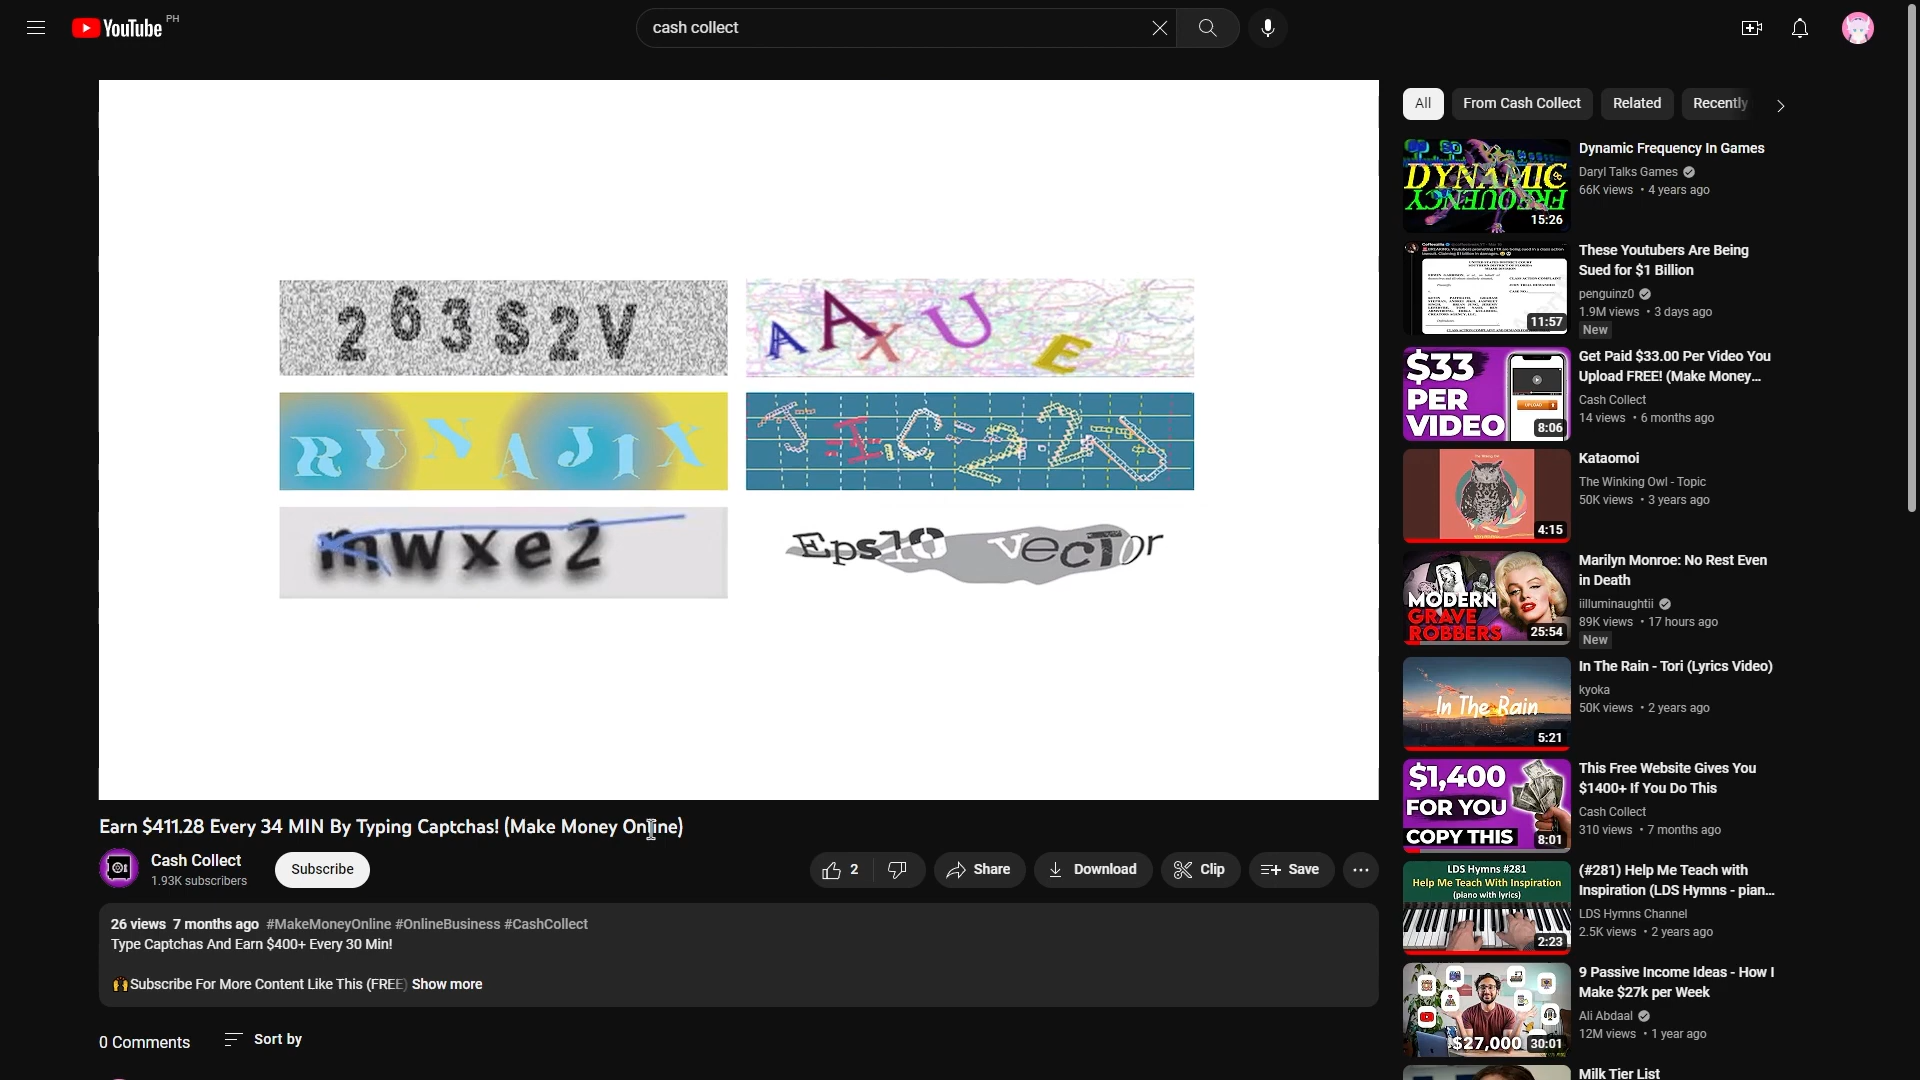 YouTube PH
cash collect
263S2V
AAXUE
RUNAJIX
mwxe2
Eps10 vector
Earn $411.28 Every 34 MIN By Typing Captchas! (Make Money Online)
Cash Collect
1.93K subscribers
Subscribe
2
Share
Download
Clip
Save
26 views 7 months ago #MakeMoneyOnline #OnlineBusiness #CashCollect
Type Captchas And Earn $400+ Every 30 Min!
Subscribe For More Content Like This (FREE) Show more
0 Comments
Sort by
All
From Cash Collect
Related
Recently
DYNAMIC
FREQUENCY
15:26
Dynamic Frequency In Games
Daryl Talks Games
66K views • 4 years ago
11:57
These Youtubers Are Being
Sued for $1 Billion
penguinz0
1.9M views • 3 days ago
New
$33
PER
VIDEO
8:06
Get Paid $33.00 Per Video You
Upload FREE! (Make Money...
Cash Collect
14 views • 6 months ago
4:15
Kataomoi
The Winking Owl - Topic
50K views • 3 years ago
MODERN
GRAVE
ROBBERS
25:54
Marilyn Monroe: No Rest Even
in Death
iilluminaughtii
89K views • 17 hours ago
New
In The Rain
5:21
In The Rain - Tori (Lyrics Video)
kyoka
50K views • 2 years ago
$1,400
FOR YOU
COPY THIS
8:01
This Free Website Gives You
$1400+ If You Do This
Cash Collect
310 views • 7 months ago
LDS Hymns #281
Help Me Teach With Inspiration
(piano with lyrics)
2:23
(#281) Help Me Teach with
Inspiration (LDS Hymns - pian...
LDS Hymns Channel
2.5K views • 2 years ago
$27,000
30:01
9 Passive Income Ideas - How I
Make $27k per Week
Ali Abdaal
12M views • 1 year ago
Milk Tier List